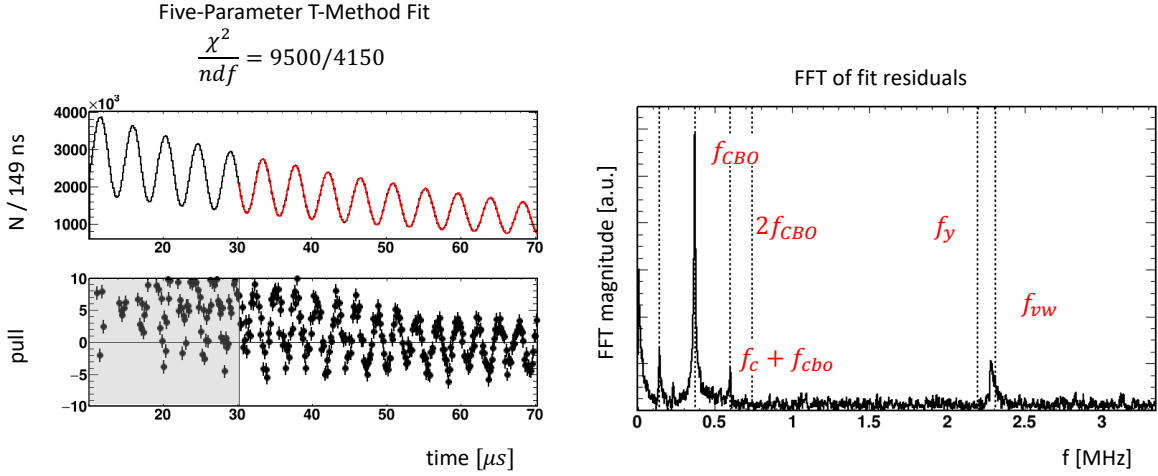 Five-Parameter T-Method Fit
χ²/ndf = 9500/4150
×10³
4000
3000
2000
1000
N / 149 ns
20 30 40 50 60 70
10
5
0
−5
−10
pull
20 30 40 50 60 70
time [μs]
FFT of fit residuals
FFT magnitude [a.u.]
f_CBO
2f_CBO
f_y
f_vw
f_c + f_cbo
0 0.5 1 1.5 2 2.5 3
f [MHz]